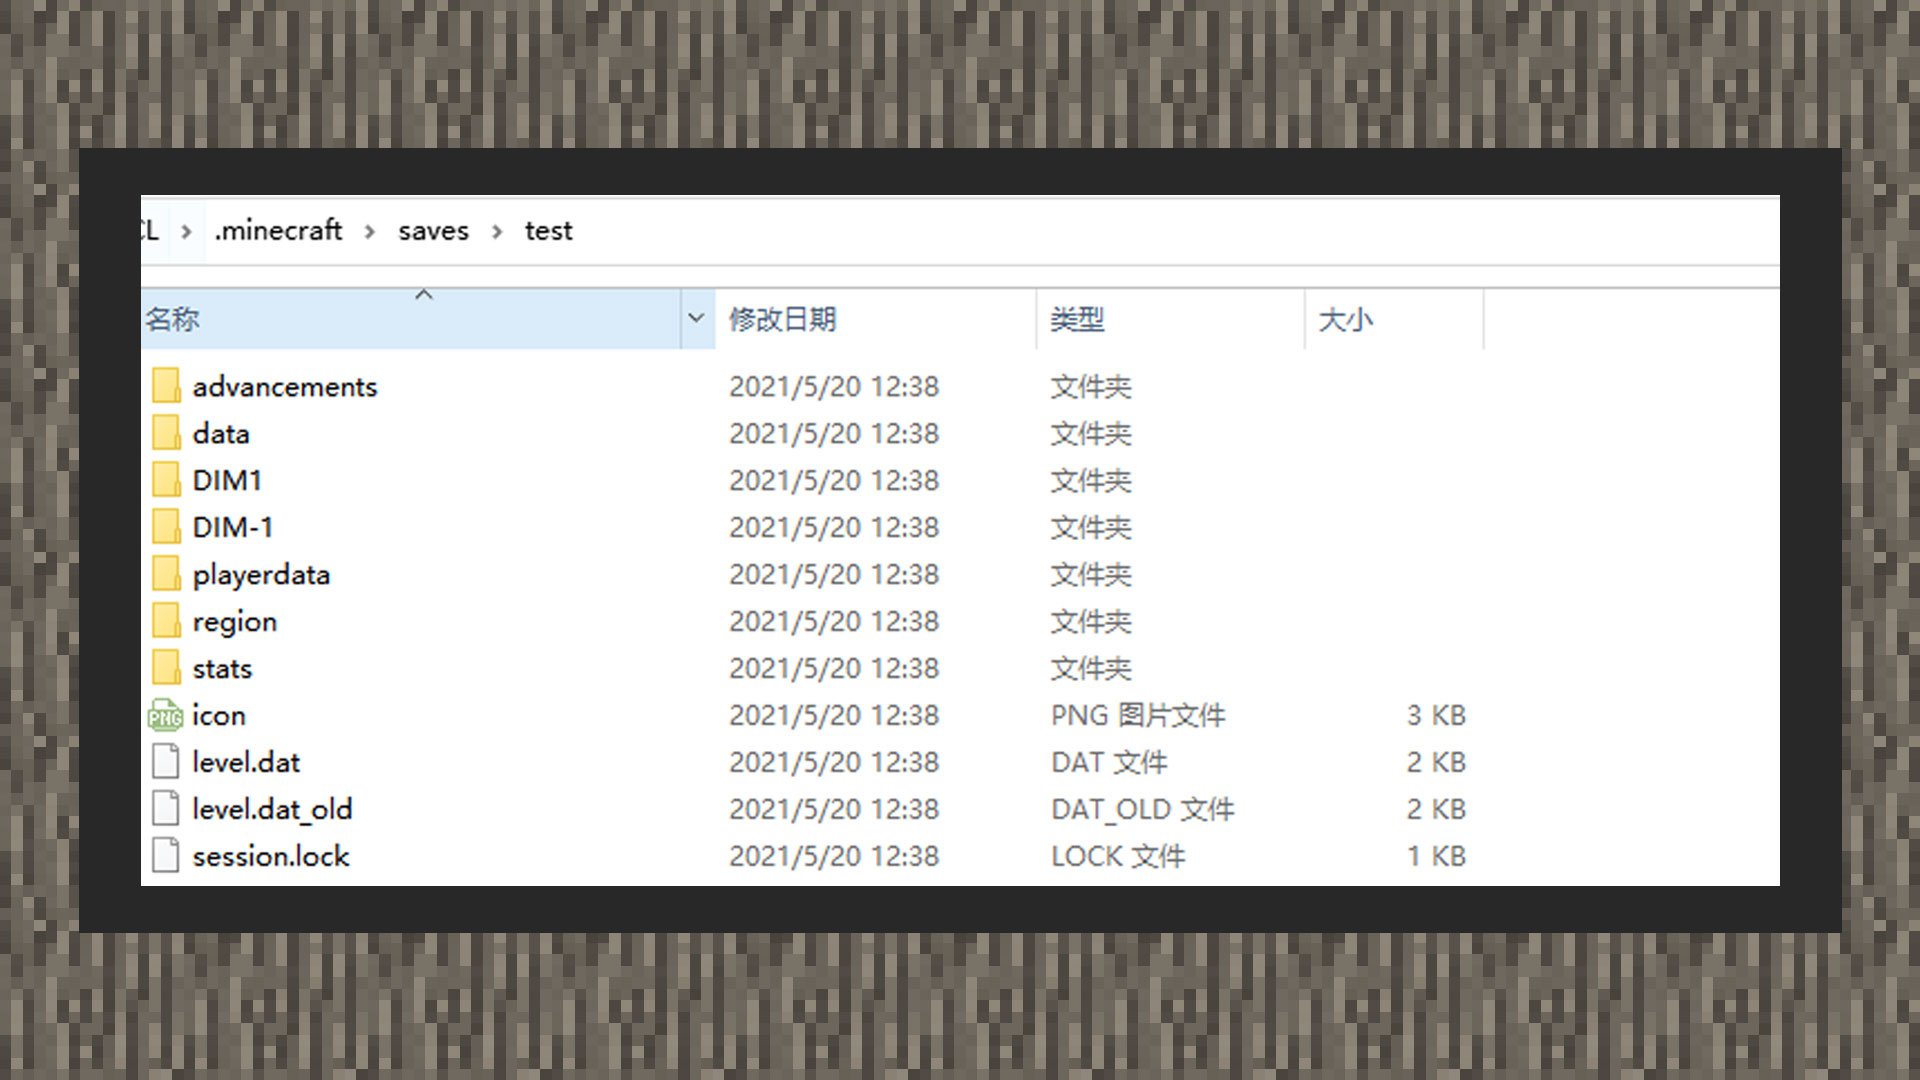 CL > .minecraft > saves > test
名称 修改日期 类型 大小
advancements 2021/5/20 12:38 文件夹
data 2021/5/20 12:38 文件夹
DIM1 2021/5/20 12:38 文件夹
DIM-1 2021/5/20 12:38 文件夹
playerdata 2021/5/20 12:38 文件夹
region 2021/5/20 12:38 文件夹
stats 2021/5/20 12:38 文件夹
PNG icon 2021/5/20 12:38 PNG 图片文件 3 KB
level.dat 2021/5/20 12:38 DAT 文件 2 KB
level.dat_old 2021/5/20 12:38 DAT_OLD 文件 2 KB
session.lock 2021/5/20 12:38 LOCK 文件 1 KB